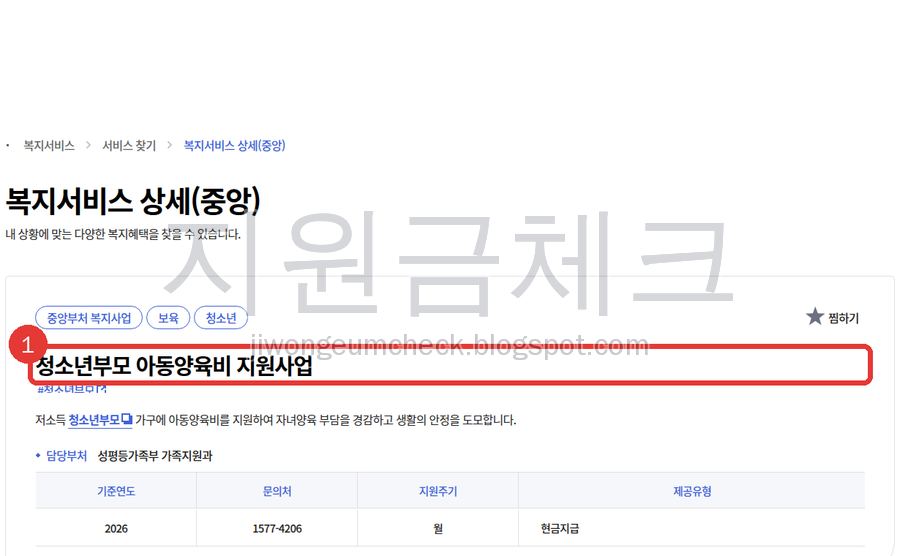 · 복지서비스 > 서비스 찾기 > 복지서비스 상세(중앙)
복지서비스 상세(중앙)
내 상황에 맞는 다양한 복지혜택을 찾을 수 있습니다.
지원금체크
중앙부처 복지사업 보육 청소년
찜하기
jiwongeumcheck.blogspot.com
1
청소년부모 아동양육비 지원사업
#청소년부모
저소득 청소년부모 가구에 아동양육비를 지원하여 자녀양육 부담을 경감하고 생활의 안정을 도모합니다.
담당부처 성평등가족부 가족지원과
기준연도 문의처 지원주기 제공유형
2026 1577-4206 월 현금지급